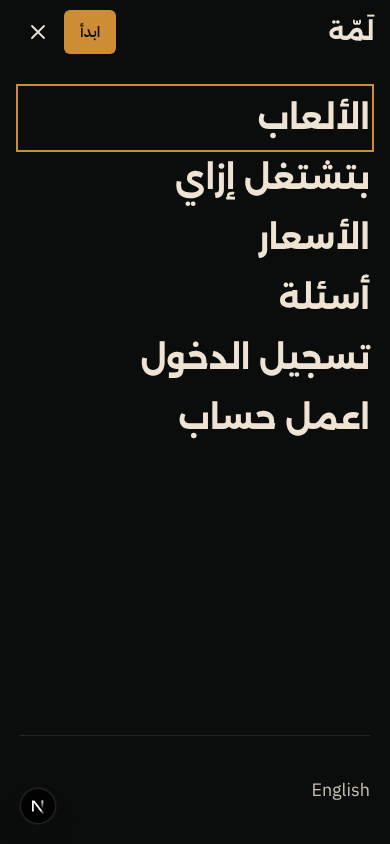 لَمّة
ابدأ
الألعاب
بتشتغل إزاي
الأسعار
أسئلة
تسجيل الدخول
اعمل حساب
English
N